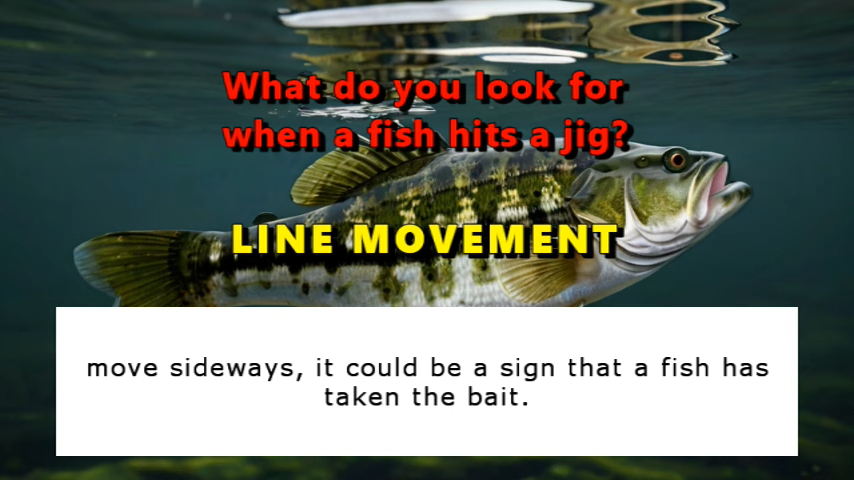 What do you look for
when a fish hits a jig?
LINE MOVEMENT
move sideways, it could be a sign that a fish has
taken the bait.